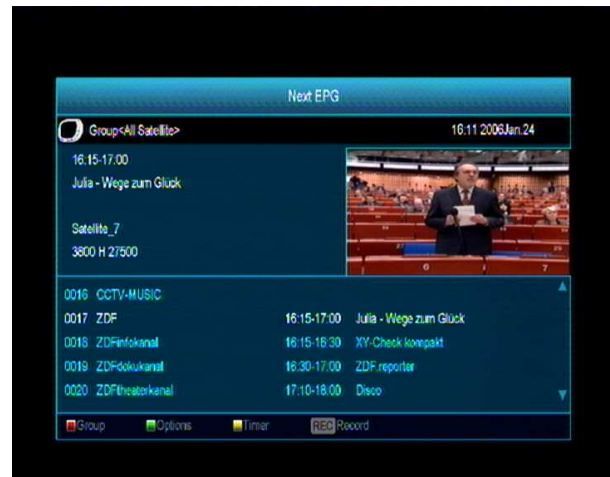 Next EPG
Group<All Satellite>
16:11 2006Jan.24
16:15-17:00
Julia - Wege zum Glück
Satellite_7
3800 H 27500
6
7
0016 CCTV-MUSIC
0017 ZDF 16:15-17:00 Julia - Wege zum Glück
0018 ZDFinfokanal 16:15-16:30 XY-Check kompakt
0019 ZDFdokukanal 16:30-17:00 ZDF.reporter
0020 ZDFtheaterkanal 17:10-18:00 Disco
Group Options Timer REC Record